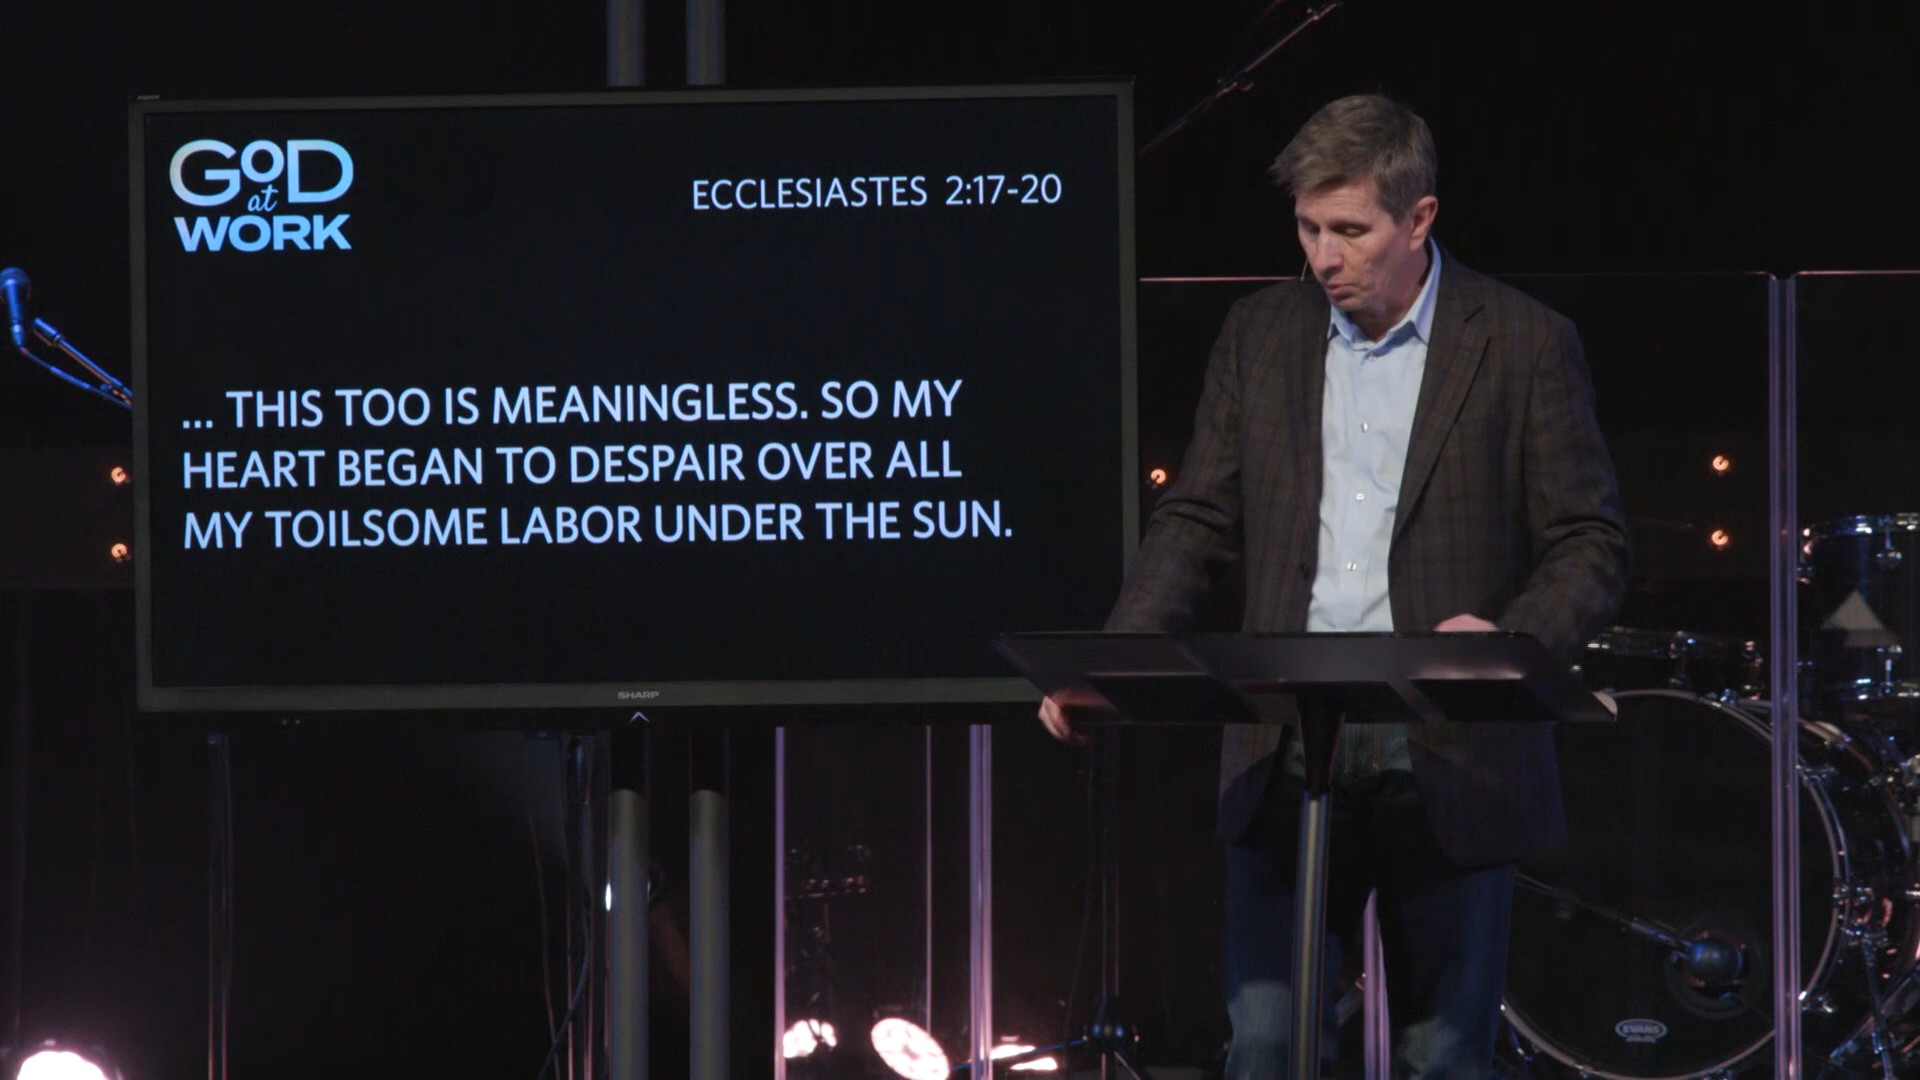 GOD
at
WORK
ECCLESIASTES 2:17-20
... THIS TOO IS MEANINGLESS. SO MY
HEART BEGAN TO DESPAIR OVER ALL
MY TOILSOME LABOR UNDER THE SUN.
SHARP
EVANS